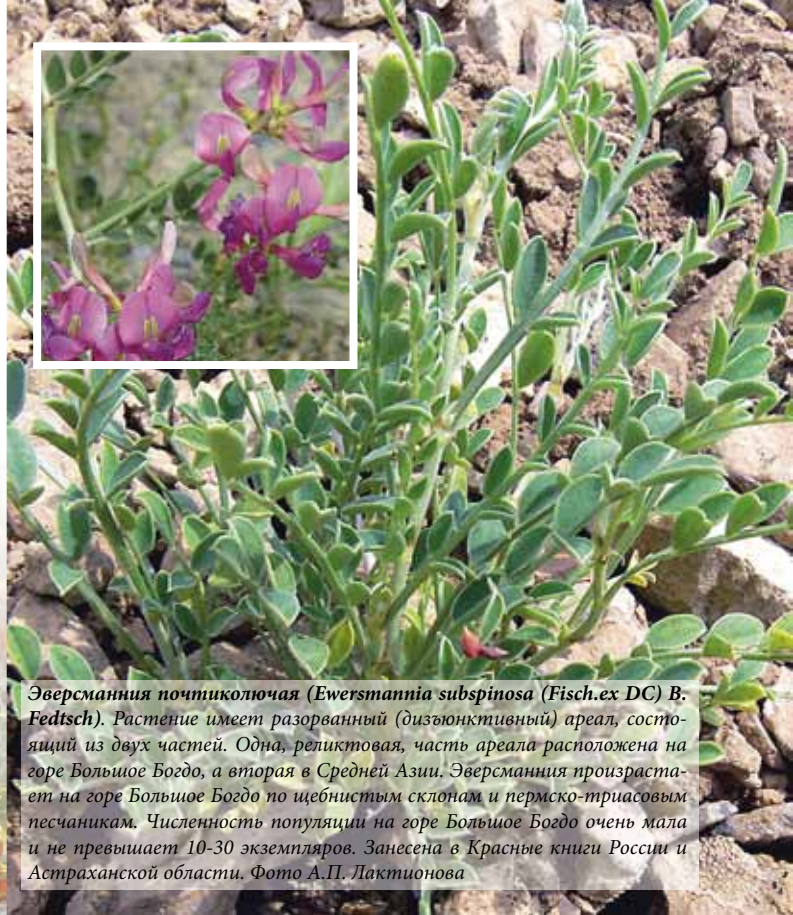 Эверсманния почтиколючая (Ewersmannia subspinosa (Fisch.ex DC) B.
Fedtsch). Растение имеет разорванный (дизъюнктивный) ареал, состо-
ящий из двух частей. Одна, реликтовая, часть ареала расположена на
горе Большое Богдо, а вторая в Средней Азии. Эверсманния произраста-
ет на горе Большое Богдо по щебнистым склонам и пермско-триасовым
песчаникам. Численность популяции на горе Большое Богдо очень мала
и не превышает 10-30 экземпляров. Занесена в Красные книги России и
Астраханской области. Фото А.П. Лактионова